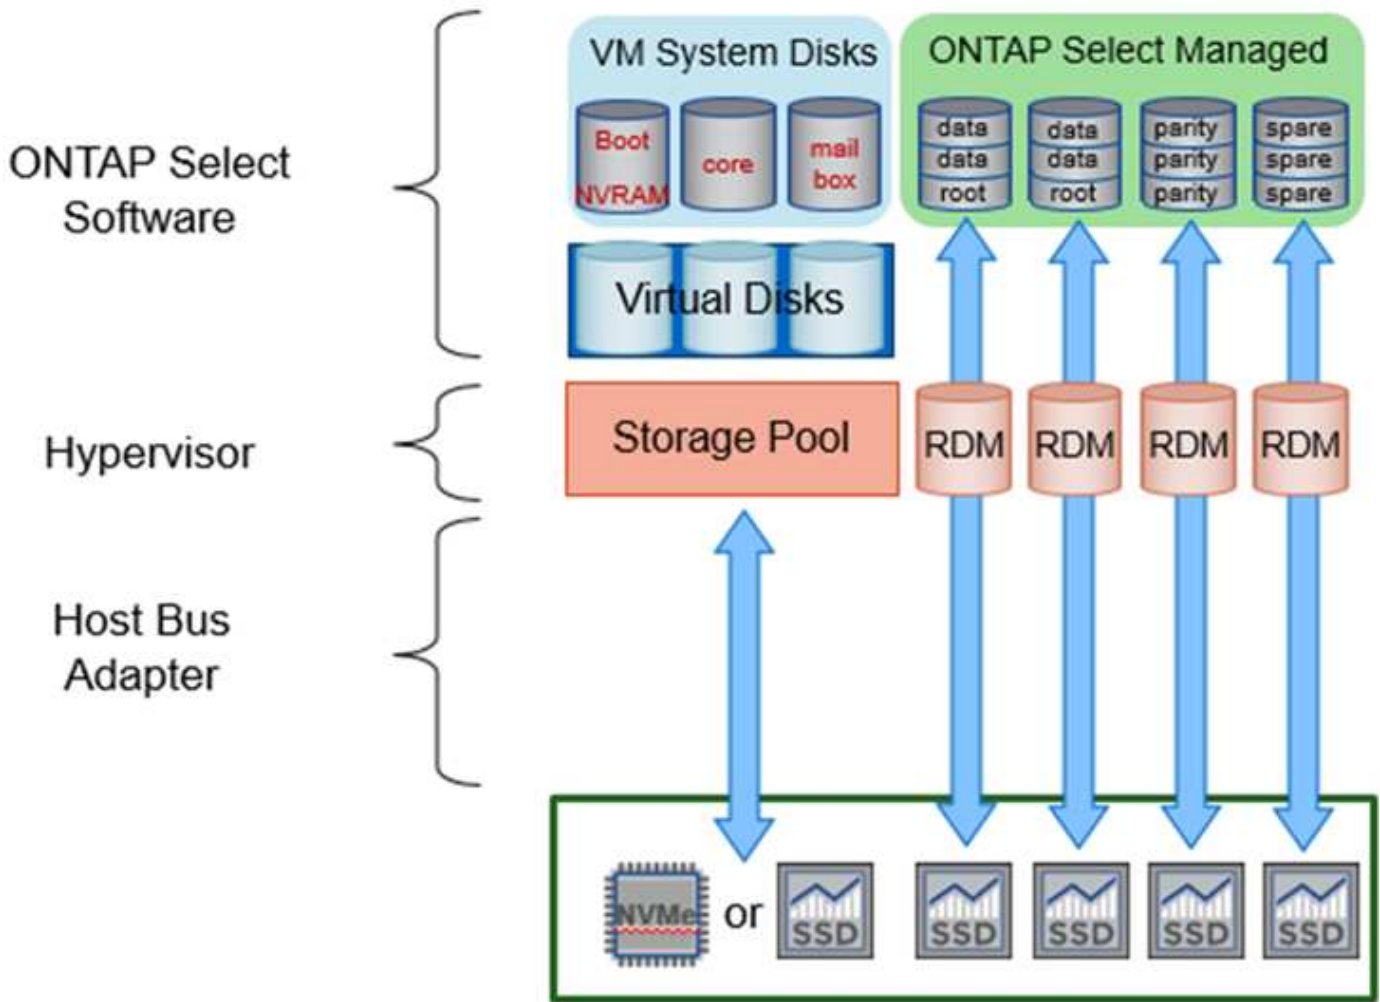 VM System Disks
ONTAP Select Managed
Boot
NVRAM
core
mail
box
data
data
root
data
data
root
parity
parity
parity
spare
spare
spare
ONTAP Select
Software
Virtual Disks
Hypervisor
Storage Pool
RDM
RDM
RDM
RDM
Host Bus
Adapter
NVMe
or
SSD
SSD
SSD
SSD
SSD